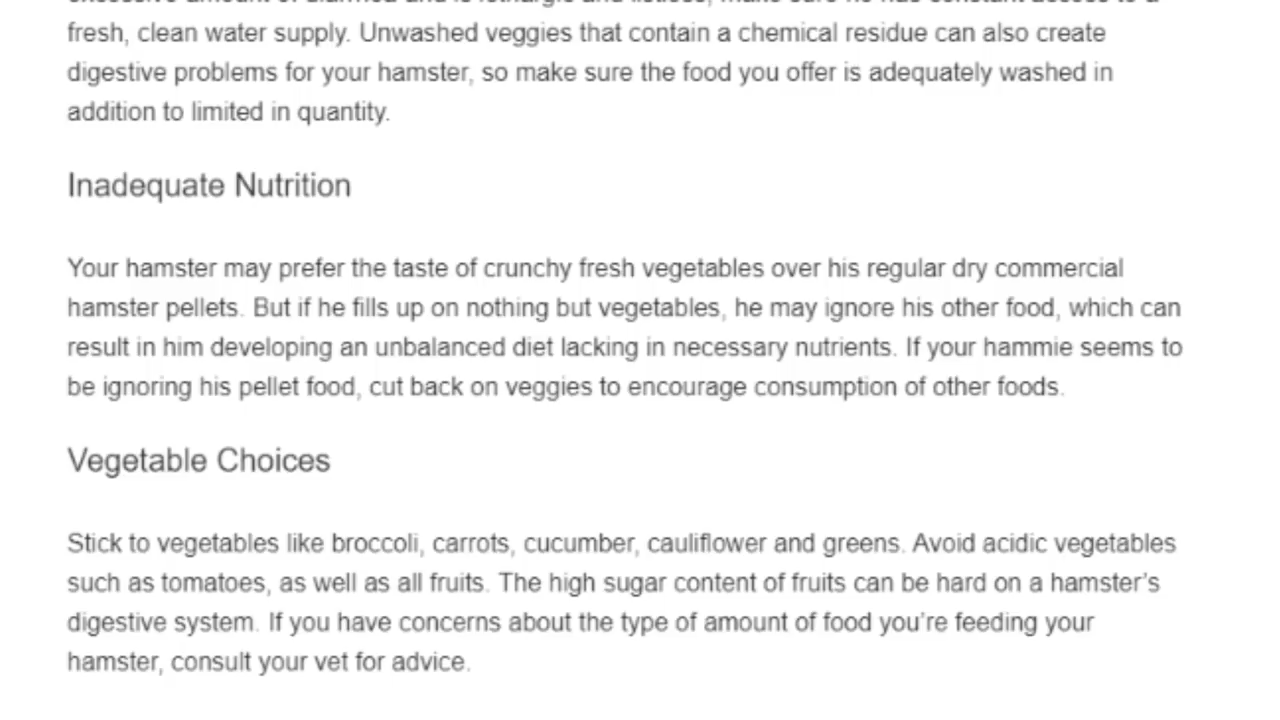 fresh, clean water supply. Unwashed veggies that contain a chemical residue can also create
digestive problems for your hamster, so make sure the food you offer is adequately washed in
addition to limited in quantity.
Inadequate Nutrition
Your hamster may prefer the taste of crunchy fresh vegetables over his regular dry commercial
hamster pellets. But if he fills up on nothing but vegetables, he may ignore his other food, which can
result in him developing an unbalanced diet lacking in necessary nutrients. If your hammie seems to
be ignoring his pellet food, cut back on veggies to encourage consumption of other foods.
Vegetable Choices
Stick to vegetables like broccoli, carrots, cucumber, cauliflower and greens. Avoid acidic vegetables
such as tomatoes, as well as all fruits. The high sugar content of fruits can be hard on a hamster's
digestive system. If you have concerns about the type of amount of food you're feeding your
hamster, consult your vet for advice.